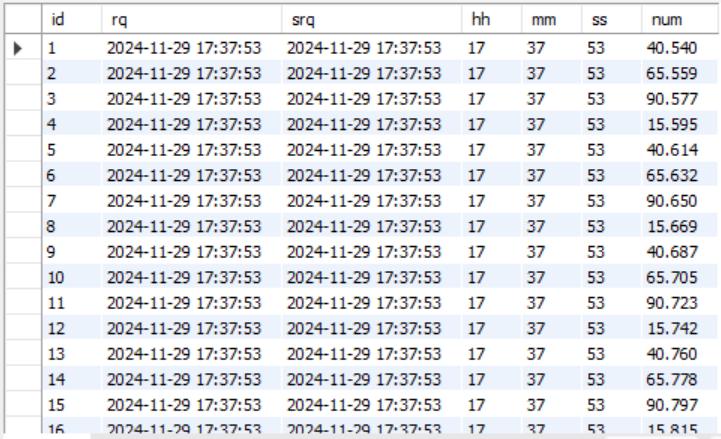 id rq srq hh mm ss num
1 2024-11-29 17:37:53 2024-11-29 17:37:53 17 37 53 40.540
2 2024-11-29 17:37:53 2024-11-29 17:37:53 17 37 53 65.559
3 2024-11-29 17:37:53 2024-11-29 17:37:53 17 37 53 90.577
4 2024-11-29 17:37:53 2024-11-29 17:37:53 17 37 53 15.595
5 2024-11-29 17:37:53 2024-11-29 17:37:53 17 37 53 40.614
6 2024-11-29 17:37:53 2024-11-29 17:37:53 17 37 53 65.632
7 2024-11-29 17:37:53 2024-11-29 17:37:53 17 37 53 90.650
8 2024-11-29 17:37:53 2024-11-29 17:37:53 17 37 53 15.669
9 2024-11-29 17:37:53 2024-11-29 17:37:53 17 37 53 40.687
10 2024-11-29 17:37:53 2024-11-29 17:37:53 17 37 53 65.705
11 2024-11-29 17:37:53 2024-11-29 17:37:53 17 37 53 90.723
12 2024-11-29 17:37:53 2024-11-29 17:37:53 17 37 53 15.742
13 2024-11-29 17:37:53 2024-11-29 17:37:53 17 37 53 40.760
14 2024-11-29 17:37:53 2024-11-29 17:37:53 17 37 53 65.778
15 2024-11-29 17:37:53 2024-11-29 17:37:53 17 37 53 90.797
16 2024-11-29 17:37:53 2024-11-29 17:37:53 17 37 53 15.815